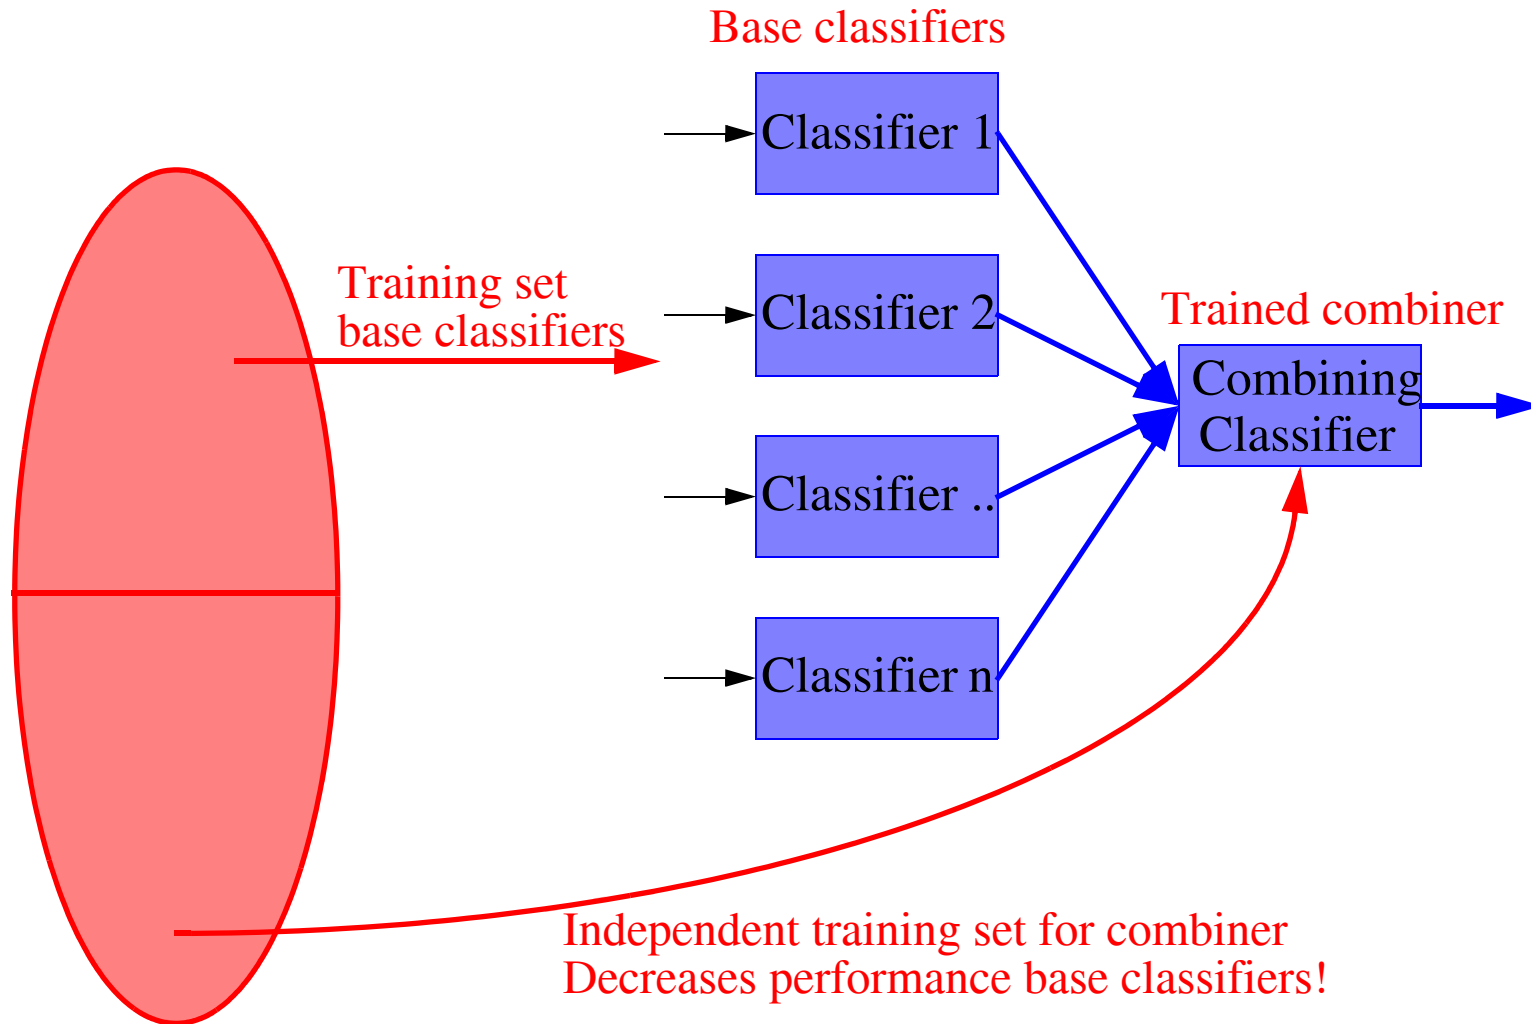 Base classifiers
Classifier 1
Training set
base classifiers
Classifier 2
Trained combiner
Combining
Classifier
Classifier ..
Classifier n
Independent training set for combiner
Decreases performance base classifiers!